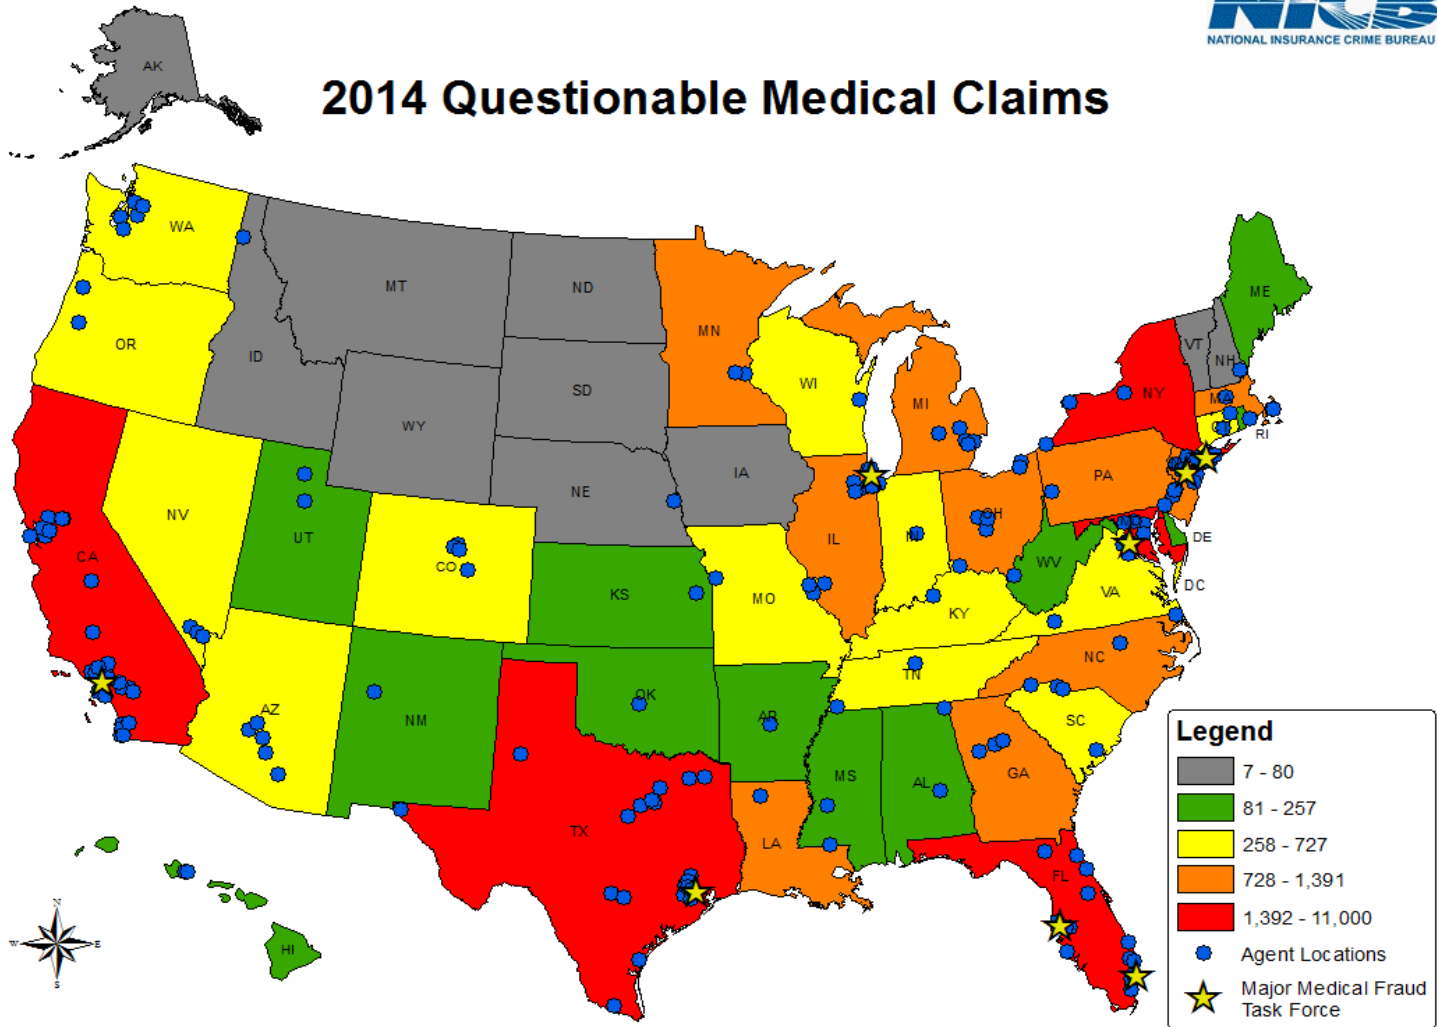 NICB
NATIONAL INSURANCE CRIME BUREAU
AK
2014 Questionable Medical Claims
WA
MT
ND
MN
ME
OR
ID
SD
WI
MI
VT
NH
NY
MA
CT
RI
WY
IA
NE
PA
NV
UT
CO
CA
IL
IN
OH
MD
DE
WV
KS
MO
KY
VA
DC
NC
TN
AZ
NM
OK
AR
SC
MS
AL
GA
TX
LA
FL
HI
N
W
E
S
Legend
7 - 80
81 - 257
258 - 727
728 - 1,391
1,392 - 11,000
Agent Locations
Major Medical Fraud
Task Force